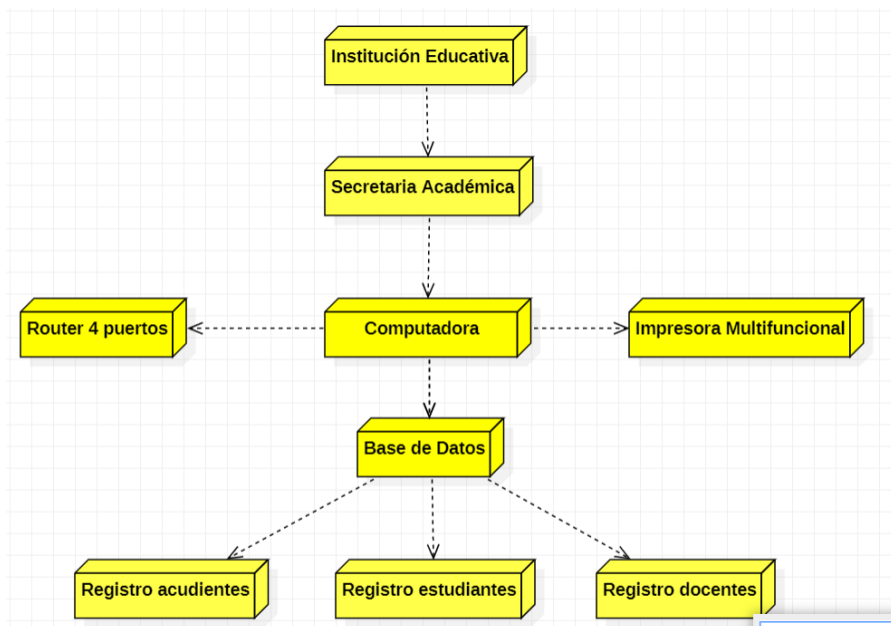 Institución Educativa
Secretaria Académica
Router 4 puertos
Computadora
Impresora Multifuncional
Base de Datos
Registro acudientes
Registro estudiantes
Registro docentes